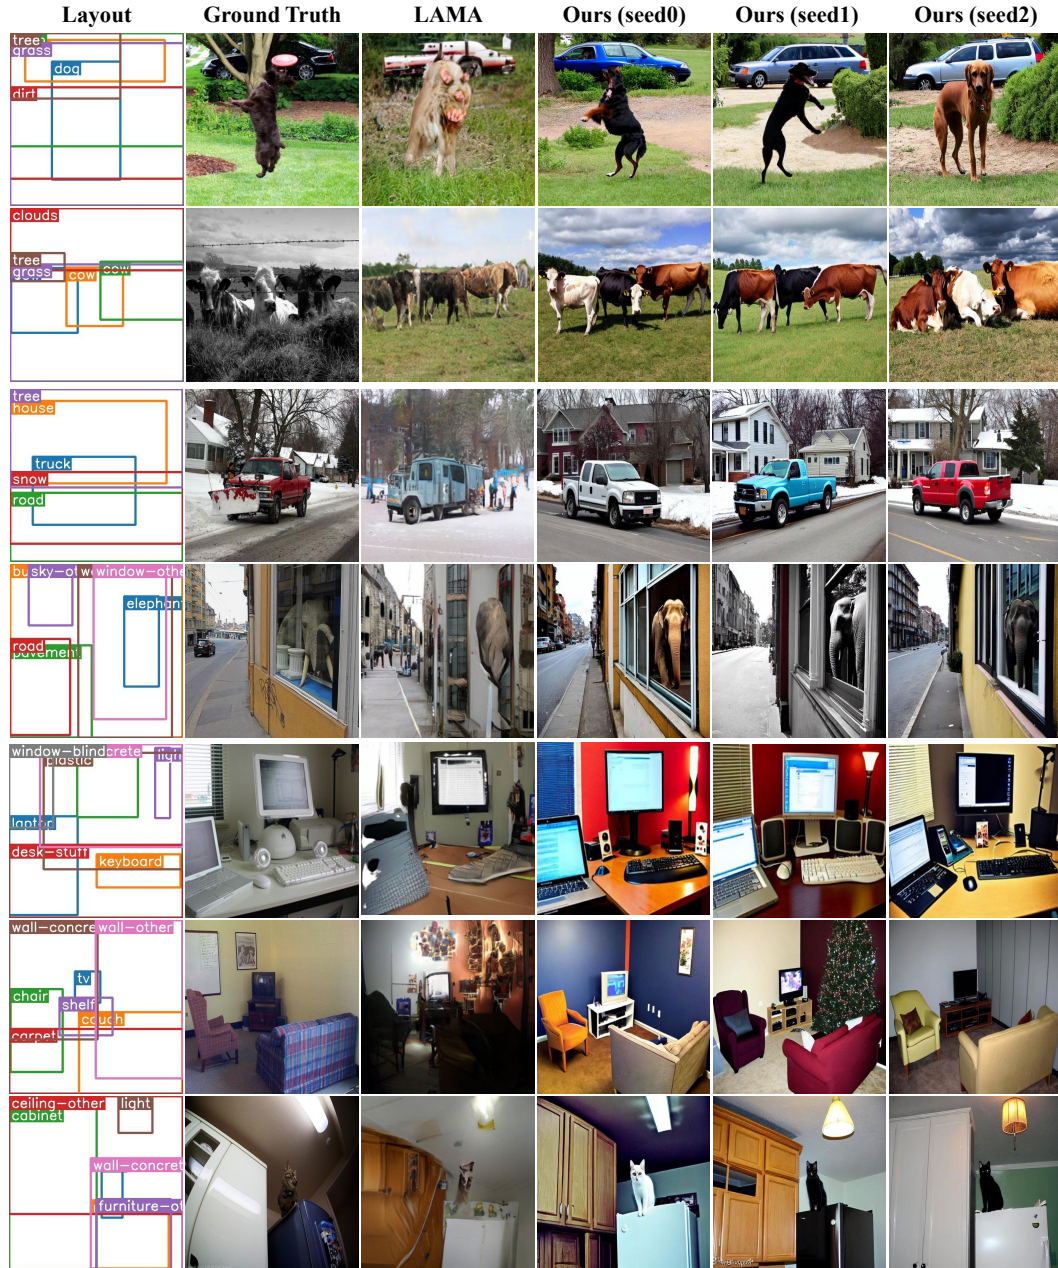 Layout Ground Truth LAMA Ours (seed0) Ours (seed1) Ours (seed2)
tree
grass
dog
dirt
clouds
tree
grass cow cow
tree
house
truck
snow
road
window-othe
elephan
road
pavement
window-blind crete
plastic
laptop
desk-stuff
keyboard
wall-concre wall-other
tv
chair
shelf
couch
carpet
ceiling-other light
cabinet
wall-concret
furniture-ot